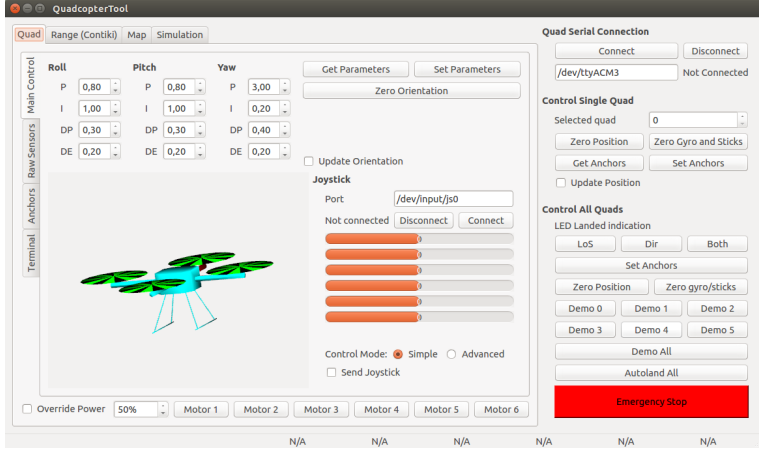 QuadcopterTool
Quad Range (Contiki) Map Simulation
Main Control
Raw Sensors
Anchors
Terminal
Roll Pitch Yaw
P 0,80 P 0,80 P 3,00
I 1,00 I 1,00 I 0,20
DP 0,30 DP 0,30 DP 0,40
DE 0,20 DE 0,20 DE 0,20
Get Parameters Set Parameters
Zero Orientation
Update Orientation
Joystick
Port /dev/input/js0
Not connected Disconnect Connect
Control Mode: Simple Advanced
Send Joystick
Override Power 50% Motor 1 Motor 2 Motor 3 Motor 4 Motor 5 Motor 6
Quad Serial Connection
Connect Disconnect
/dev/ttyACM3 Not Connected
Control Single Quad
Selected quad 0
Zero Position Zero Gyro and Sticks
Get Anchors Set Anchors
Update Position
Control All Quads
LED Landed indication
LoS Dir Both
Set Anchors
Zero Position Zero gyro/sticks
Demo 0 Demo 1 Demo 2
Demo 3 Demo 4 Demo 5
Demo All
Autoland All
Emergency Stop
N/A N/A N/A N/A N/A N/A